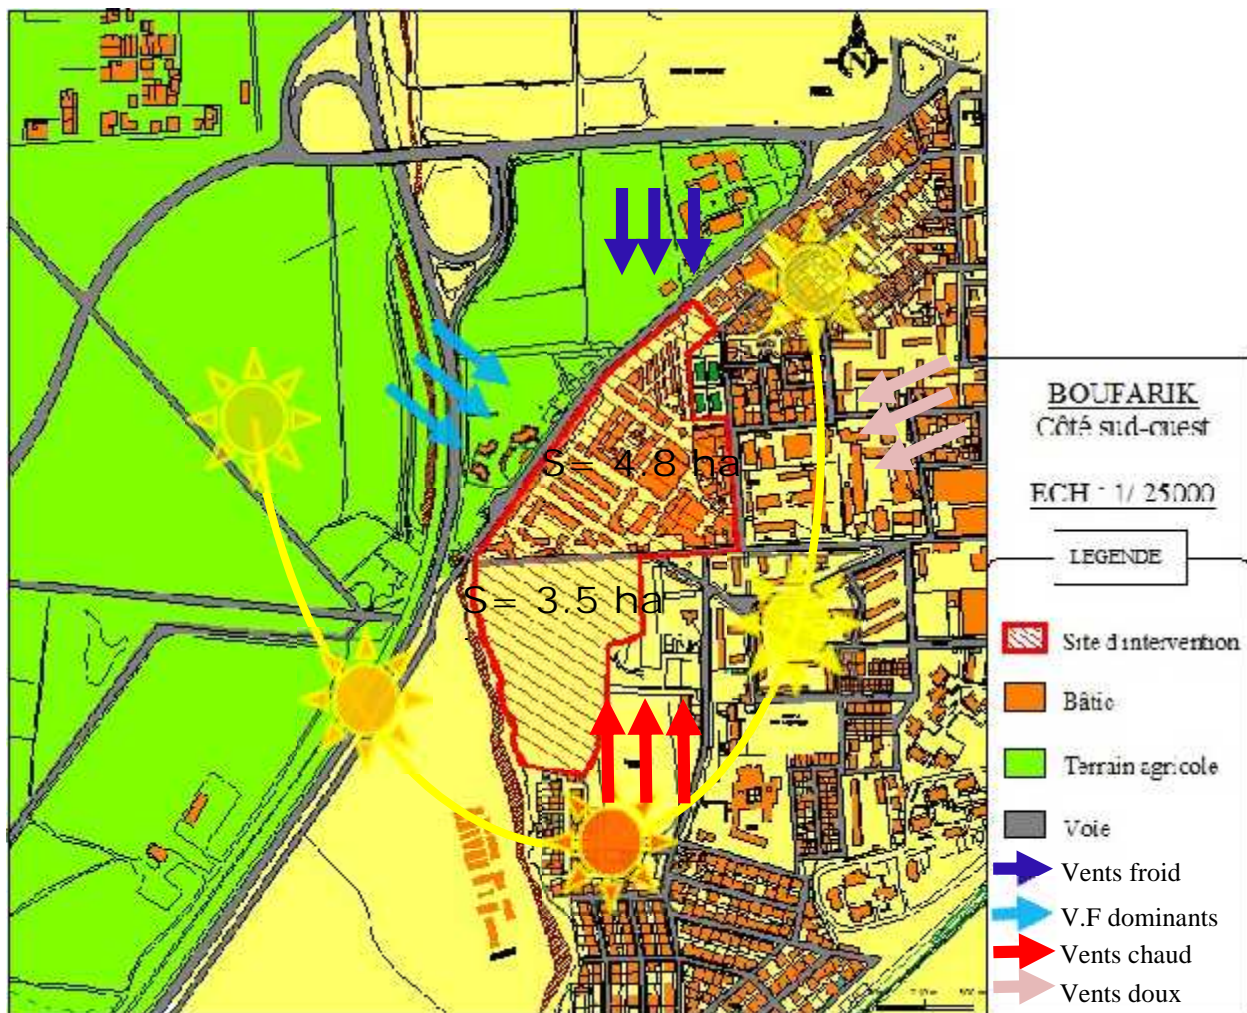 N
S= 4.8 ha
S= 3.5 ha
BOUFARIK
Côté sud-ouest
ECH : 1/ 25000
LEGENDE
Site d'intervention
Bâtie
Terrain agricole
Voie
Vents froid
V.F dominants
Vents chaud
Vents doux